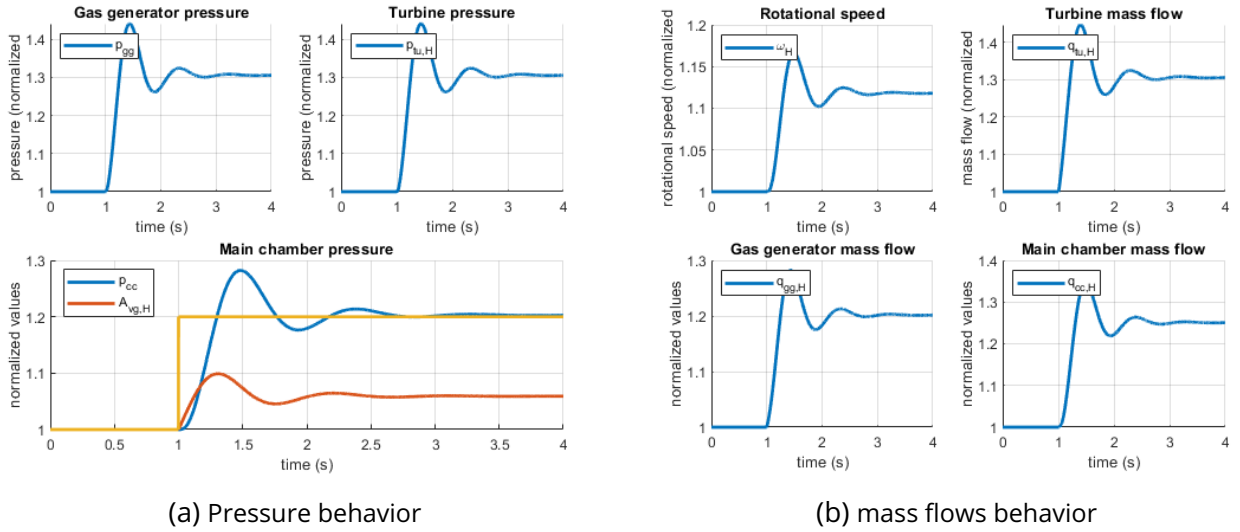 Gas generator pressure
pressure (normalized
1.4
1.3
1.2
1.1
1
p_gg
0 1 2 3 4
time (s)
Turbine pressure
pressure (normalized
1.4
1.3
1.2
1.1
1
p_tu,H
0 1 2 3 4
time (s)
Main chamber pressure
normalized values
1.3
1.2
1.1
1
p_cc
A_vg,H
0 0.5 1 1.5 2 2.5 3 3.5 4
time (s)
(a) Pressure behavior
Rotational speed
rotational speed (normalized
1.2
1.15
1.1
1.05
1
ω_H
0 1 2 3 4
time (s)
Turbine mass flow
mass flow (normalized
1.4
1.3
1.2
1.1
1
q_tu,H
0 1 2 3 4
time (s)
Gas generator mass flow
normalized values
1.3
1.2
1.1
1
q_gg,H
0 1 2 3 4
time (s)
Main chamber mass flow
normalized values
1.4
1.3
1.2
1.1
1
q_cc,H
0 1 2 3 4
time (s)
(b) mass flows behavior